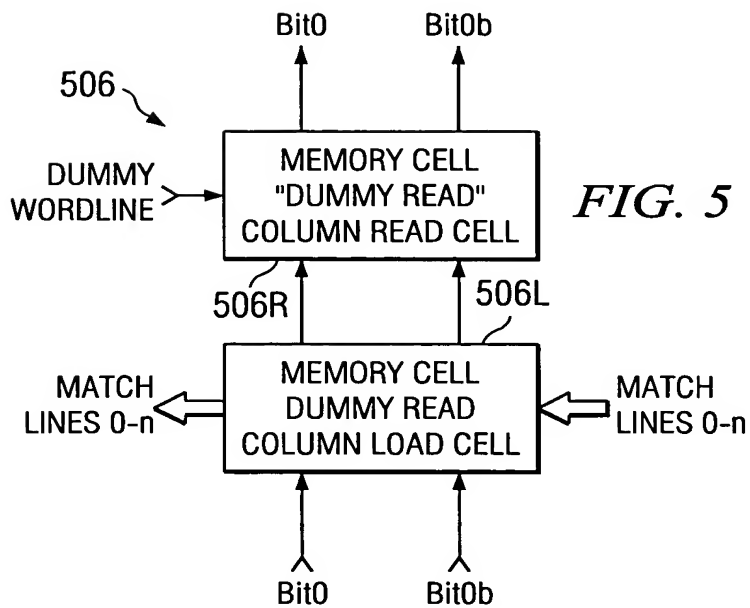 Bit0 Bit0b
506
DUMMY
WORDLINE
MEMORY CELL
"DUMMY READ"
COLUMN READ CELL
FIG. 5
506R
506L
MATCH
LINES 0-n
MEMORY CELL
DUMMY READ
COLUMN LOAD CELL
MATCH
LINES 0-n
Bit0 Bit0b